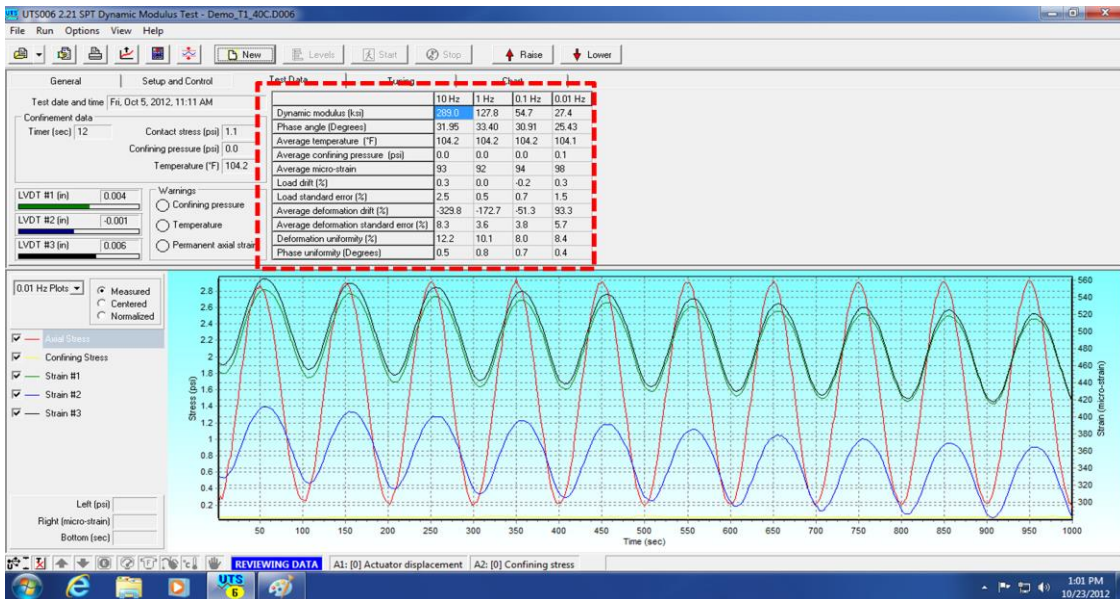 UTS006 2.21 SPT Dynamic Modulus Test - Demo_T1_40C.D006
File Run Options View Help
New Levels Start Stop Raise Lower
General Setup and Control Test Data Tuning Chart
Test date and time Fri, Oct 5, 2012, 11:11 AM
Confinement data
Timer (sec) 12 Contact stress (psi) 1.1
Confining pressure (psi) 0.0
Temperature (°F) 104.2
LVDT #1 (in) 0.004
LVDT #2 (in) -0.001
LVDT #3 (in) 0.006
Warnings
Confining pressure
Temperature
Permanent axial strain
10 Hz 1 Hz 0.1 Hz 0.01 Hz
Dynamic modulus (ksi) 289.0 127.8 54.7 27.4
Phase angle (Degrees) 31.95 33.40 30.91 25.43
Average temperature (°F) 104.2 104.2 104.2 104.1
Average confining pressure (psi) 0.0 0.0 0.0 0.1
Average micro-strain 93 92 94 98
Load drift (%) 0.3 0.0 -0.2 0.3
Load standard error (%) 2.5 0.5 0.7 1.5
Average deformation drift (%) -329.8 -172.7 -51.3 93.3
Average deformation standard error (%) 8.3 3.6 3.8 5.7
Deformation uniformity (%) 12.2 10.1 8.0 8.4
Phase uniformity (Degrees) 0.5 0.8 0.7 0.4
0.01 Hz Plots
Measured
Centered
Normalized
Axial Stress
Confining Stress
Strain #1
Strain #2
Strain #3
Left (psi)
Right (micro-strain)
Bottom (sec)
Stress (psi)
2.8
2.6
2.4
2.2
2
1.8
1.6
1.4
1.2
1
0.8
0.6
0.4
0.2
560
540
520
500
480
460
440
420
400
380
360
340
320
300
Strain (micro-strain)
50 100 150 200 250 300 350 400 450 500 550 600 650 700 750 800 850 900 950 1000
Time (sec)
REVIEWING DATA A1: [0] Actuator displacement A2: [0] Confining stress
UTS
6
1:01 PM
10/23/2012